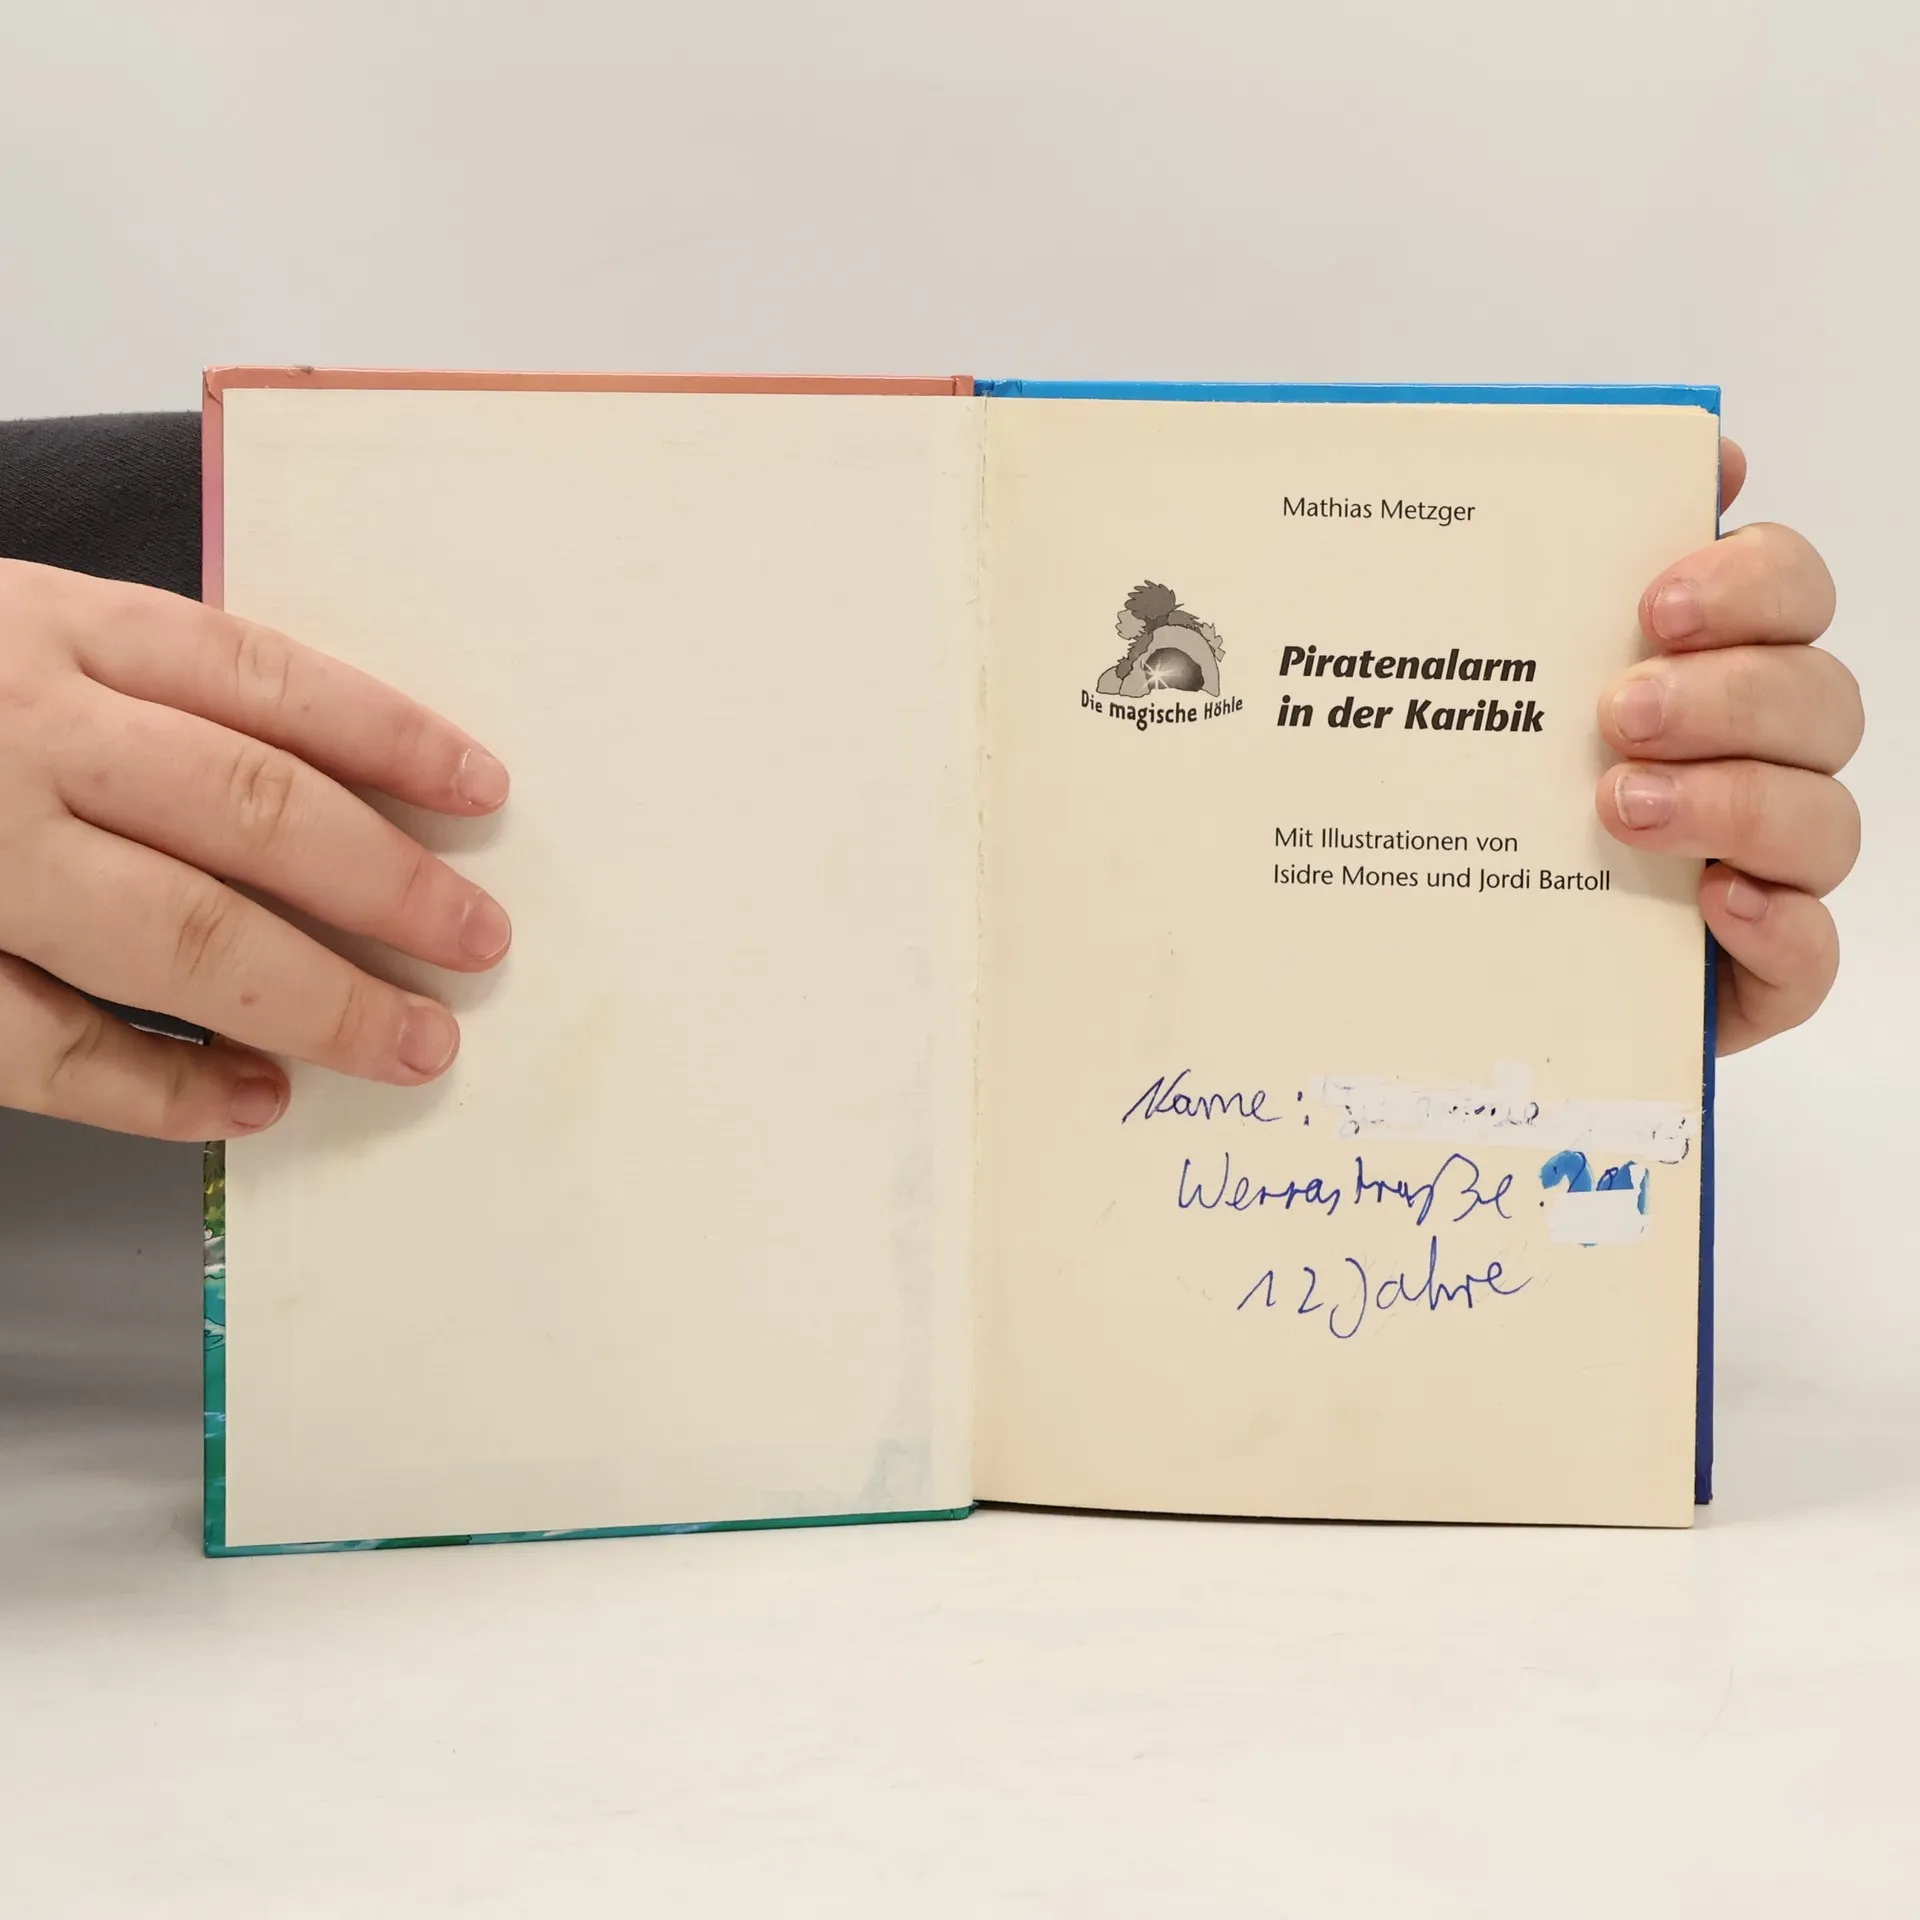 Mathias Metzger
Die magische Höhle
Piratenalarm
in der Karibik
Mit Illustrationen von
Isidre Mones und Jordi Bartoll
Name:
Werrastraße
12 Jahre